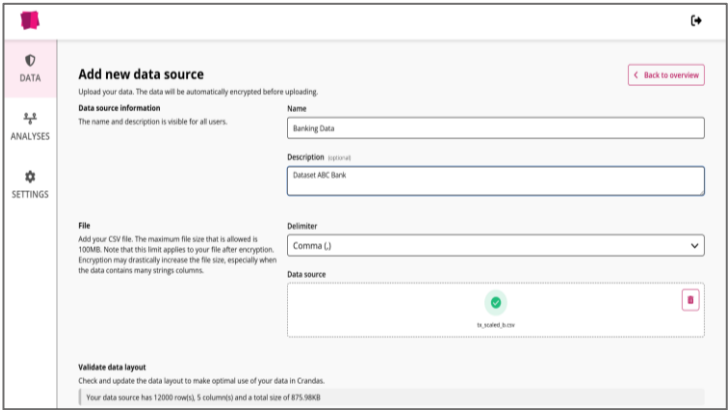 DATA
ANALYSES
SETTINGS
Add new data source
Back to overview
Upload your data. The data will be automatically encrypted before uploading.
Data source information
The name and description is visible for all users.
Name
Banking Data
Description (optional)
Dataset ABC Bank
File
Add your CSV file. The maximum file size that is allowed is
100MB. Note that this limit applies to your file after encryption.
Encryption may drastically increase the file size, especially when
the data contains many strings columns.
Delimiter
Comma (,)
Data source
tx_scaled_b.csv
Validate data layout
Check and update the data layout to make optimal use of your data in Crandas.
Your data source has 12000 row(s), 5 column(s) and a total size of 875.98KB